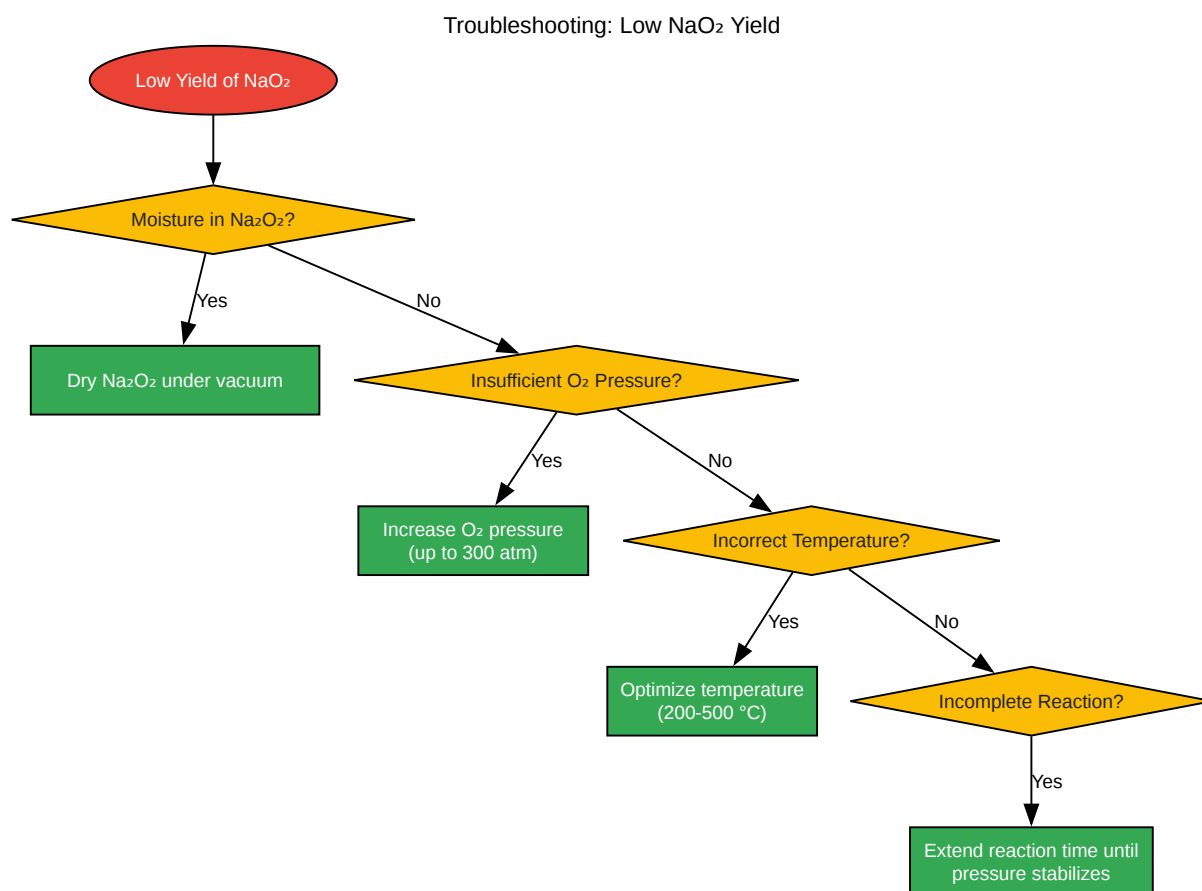 Troubleshooting: Low NaO₂ Yield
Low Yield of NaO₂
Moisture in Na₂O₂?
Yes
No
Dry Na₂O₂ under vacuum
Insufficient O₂ Pressure?
Yes
No
Increase O₂ pressure
(up to 300 atm)
Incorrect Temperature?
Yes
No
Optimize temperature
(200-500 °C)
Incomplete Reaction?
Yes
Extend reaction time until
pressure stabilizes